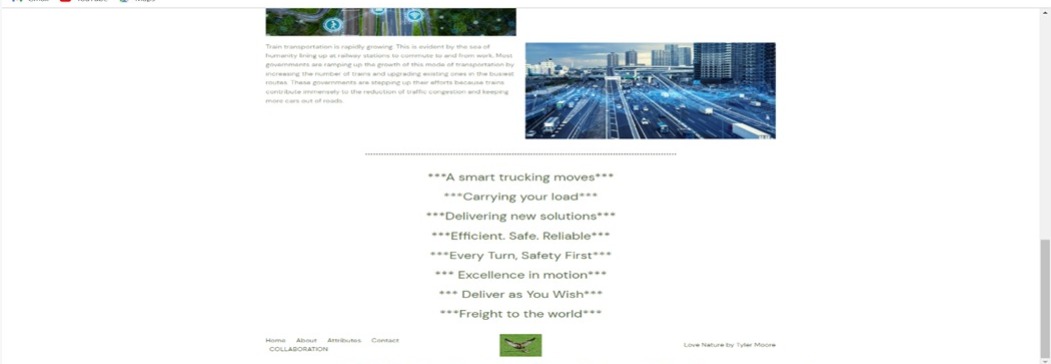 Train transportation is rapidly growing. This is evident by the sea of
humanity lining up at railway stations to commute to and from work. Most
governments are ramping up the growth of this mode of transportation by
increasing the number of trains and upgrading existing ones in the busiest
routes. These governments are stepping up their efforts because trains
contribute immensely to the reduction of traffic congestion and keeping
more cars out of roads.
***A smart trucking moves***
***Carrying your load***
***Delivering new solutions***
***Efficient. Safe. Reliable***
***Every Turn, Safety First***
*** Excellence in motion***
*** Deliver as You Wish***
***Freight to the world***
Home About Attributes Contact
COLLABORATION
Love Nature by Tyler Moore